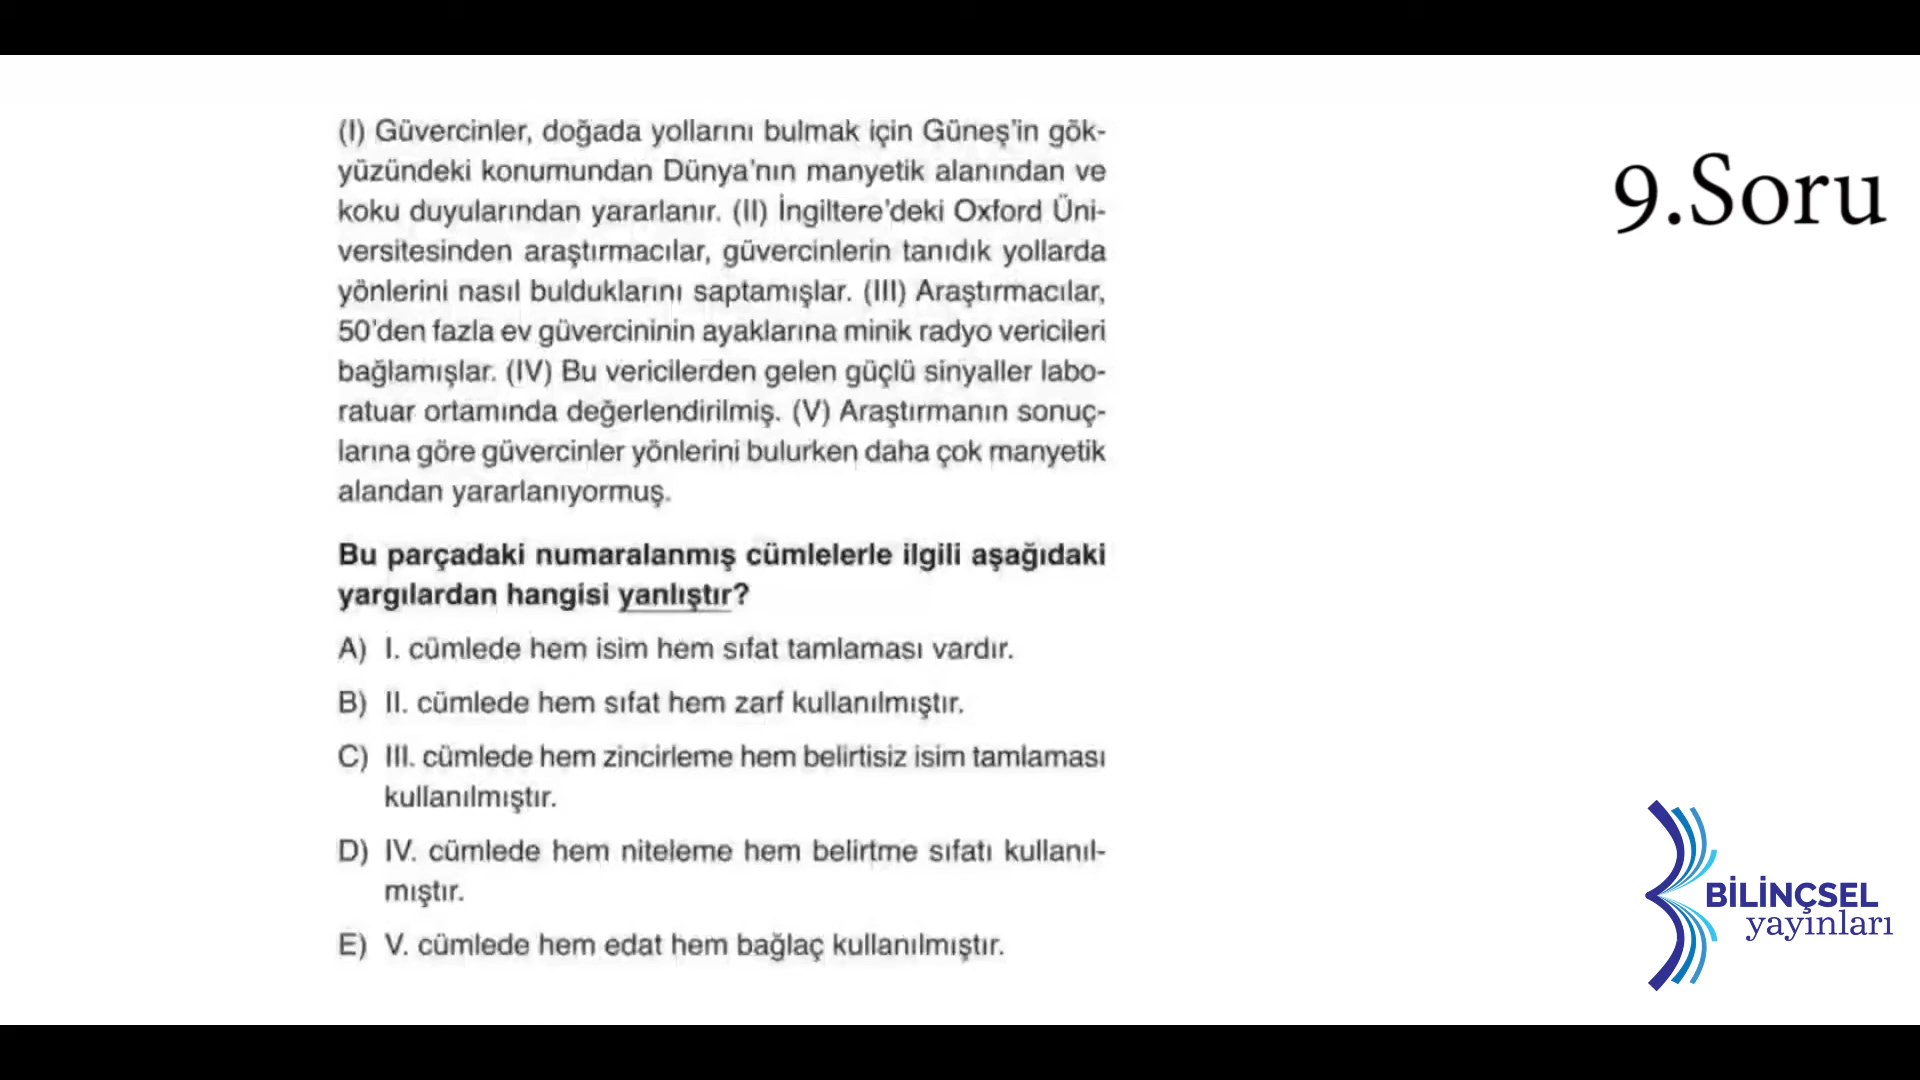 (I) Güvercinler, doğada yollarını bulmak için Güneş'in gök-
yüzündeki konumundan Dünya'nın manyetik alanından ve
koku duyularından yararlanır. (II) İngiltere'deki Oxford Üni-
versitesinden araştırmacılar, güvercinlerin tanıdık yollarda
yönlerini nasıl bulduklarını saptamışlar. (III) Araştırmacılar,
50'den fazla ev güvercininin ayaklarına minik radyo vericileri
bağlamışlar. (IV) Bu vericilerden gelen güçlü sinyaller labo-
ratuar ortamında değerlendirilmiş. (V) Araştırmanın sonuç-
larına göre güvercinler yönlerini bulurken daha çok manyetik
alandan yararlanıyormuş.
Bu parçadaki numaralanmış cümlelerle ilgili aşağıdaki
yargılardan hangisi yanlıştır?
A) I. cümlede hem isim hem sıfat tamlaması vardır.
B) II. cümlede hem sıfat hem zarf kullanılmıştır.
C) III. cümlede hem zincirleme hem belirtisiz isim tamlaması
kullanılmıştır.
D) IV. cümlede hem niteleme hem belirtme sıfatı kullanıl-
mıştır.
E) V. cümlede hem edat hem bağlaç kullanılmıştır.
9.Soru
BİLİNÇSEL
yayınları